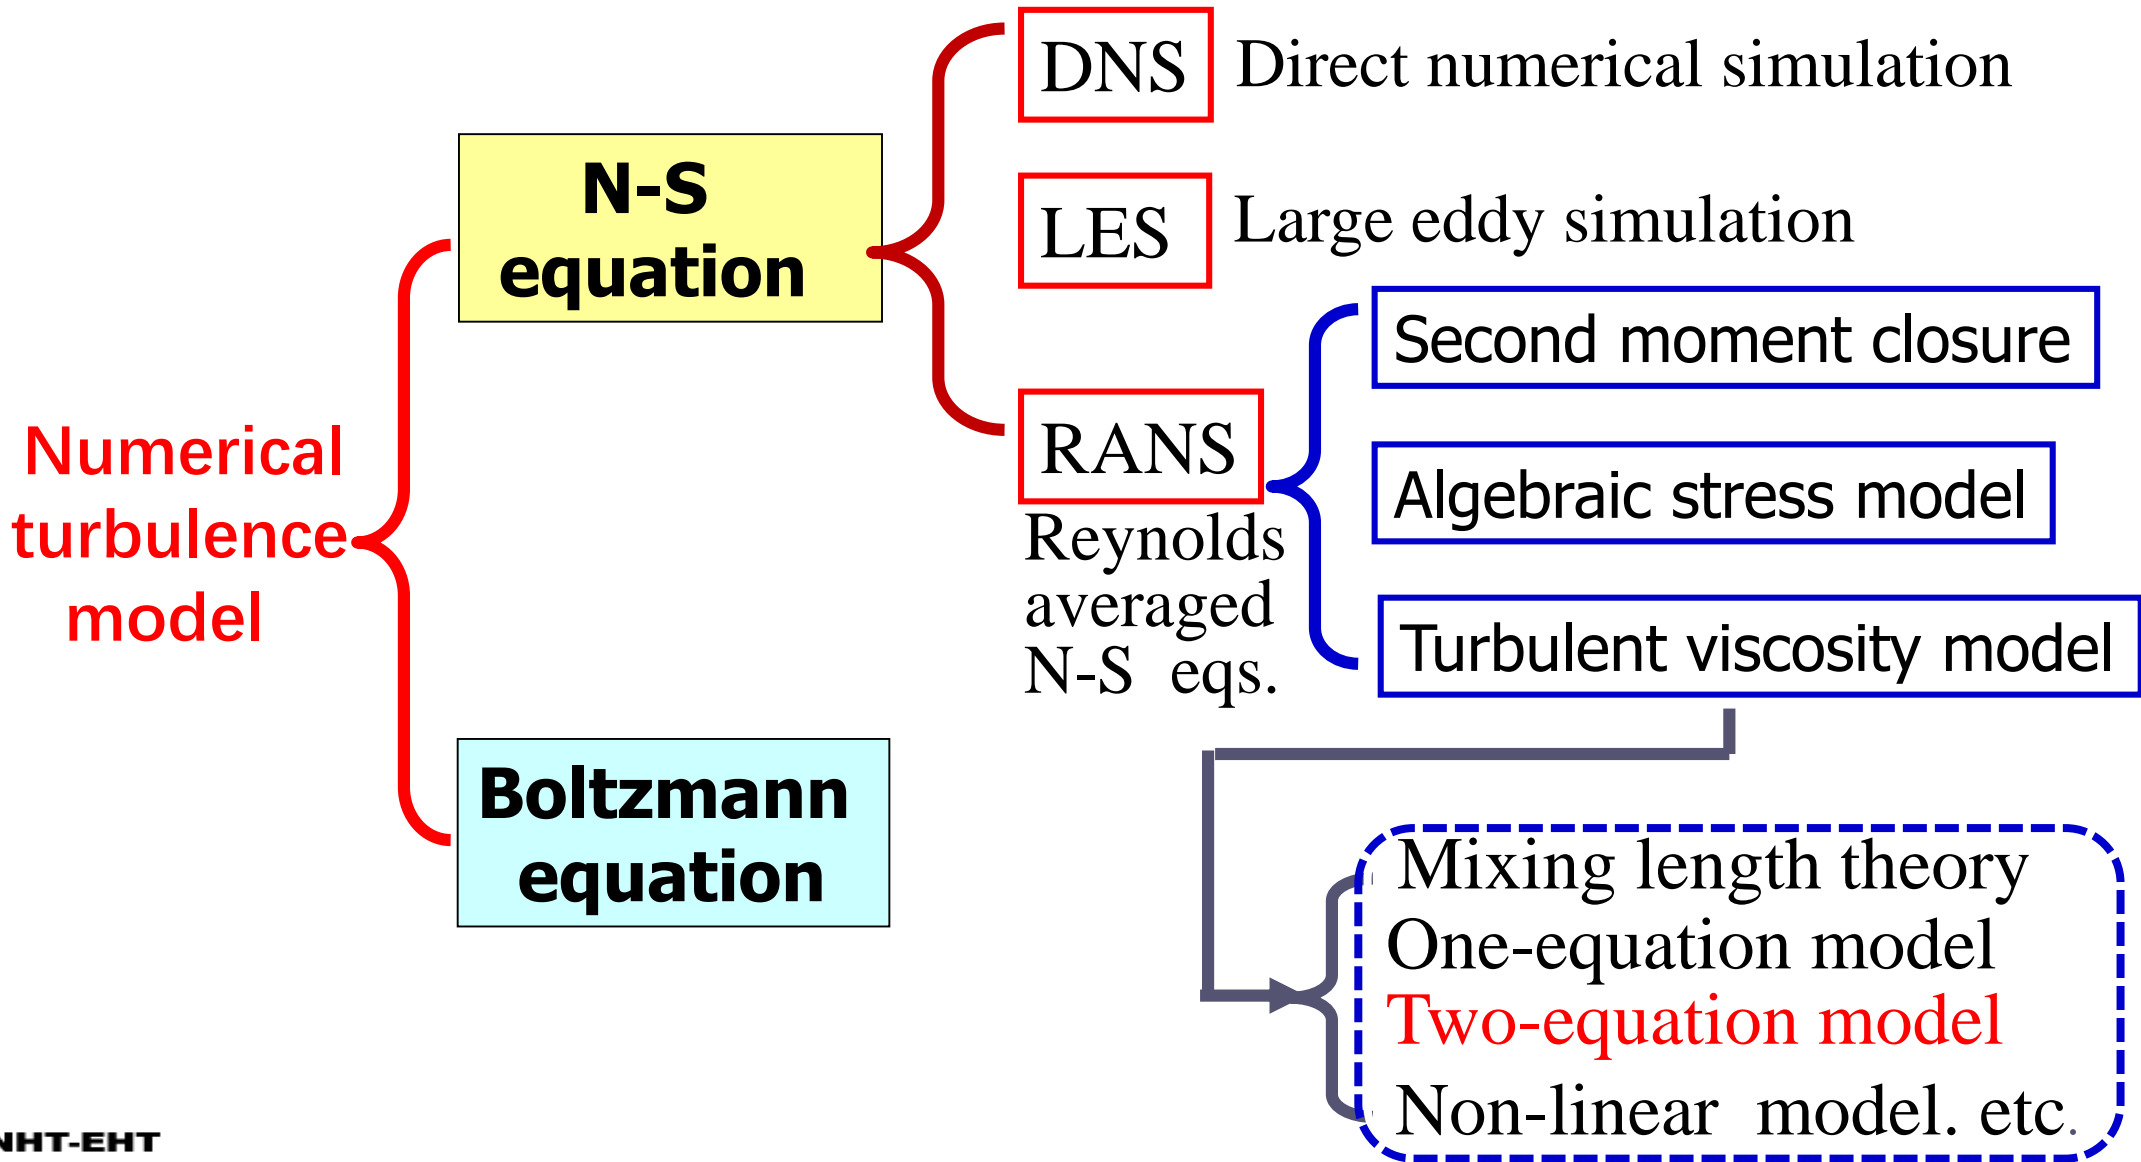 DNS Direct numerical simulation
N-S
equation
LES Large eddy simulation
Second moment closure
Numerical
turbulence
model
RANS
Algebraic stress model
Reynolds
averaged
N-S eqs.
Turbulent viscosity model
Boltzmann
equation
Mixing length theory
One-equation model
Two-equation model
Non-linear model. etc.
NHT-EHT